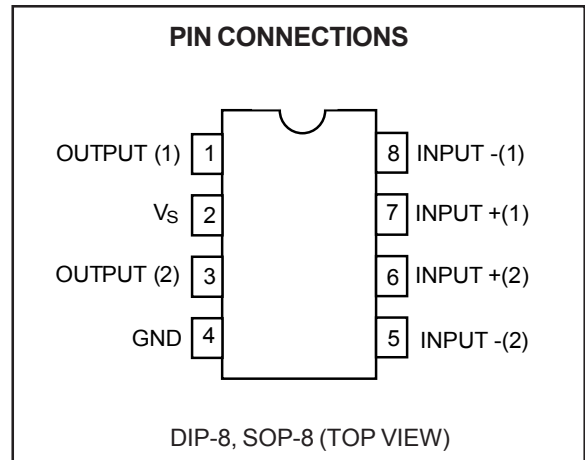 PIN CONNECTIONS
OUTPUT (1) 1 8 INPUT -(1)
VS 2 7 INPUT +(1)
OUTPUT (2) 3 6 INPUT +(2)
GND 4 5 INPUT -(2)
DIP-8, SOP-8 (TOP VIEW)